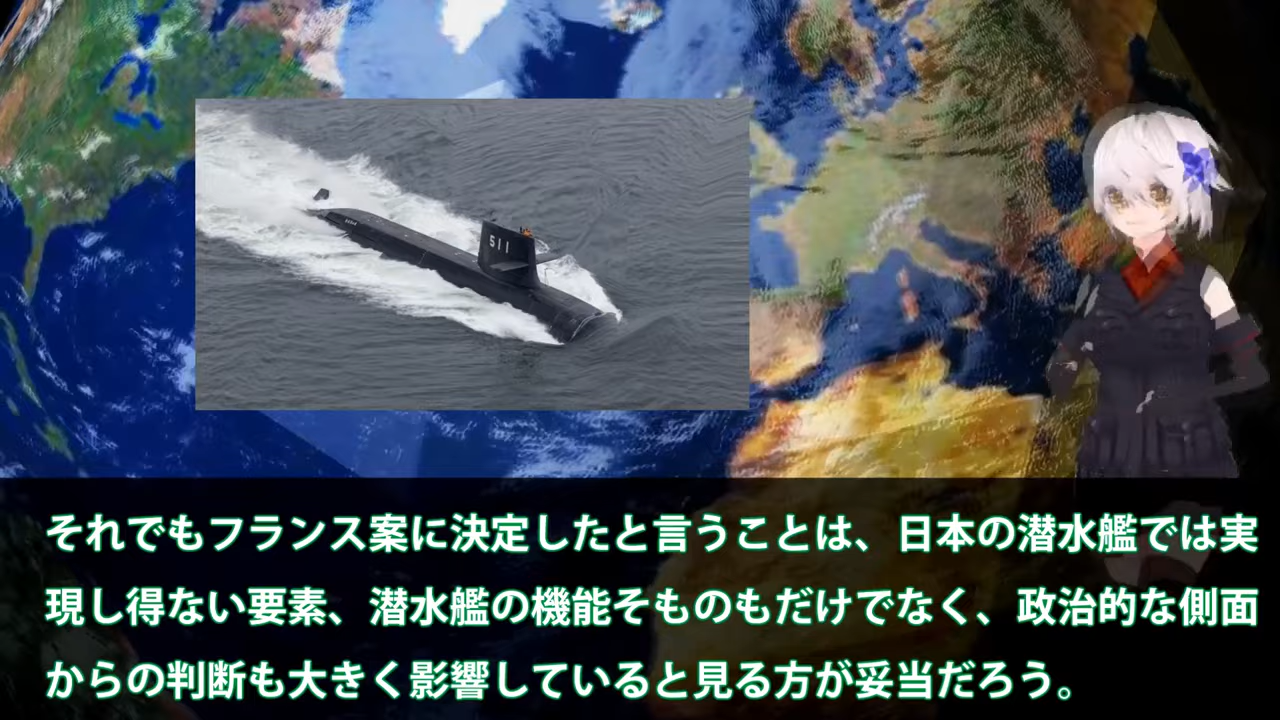 511
それでもフランス案に決定したと言うことは、日本の潜水艦では実
現し得ない要素、潜水艦の機能そものもだけでなく、政治的な側面
からの判断も大きく影響していると見る方が妥当だろう。